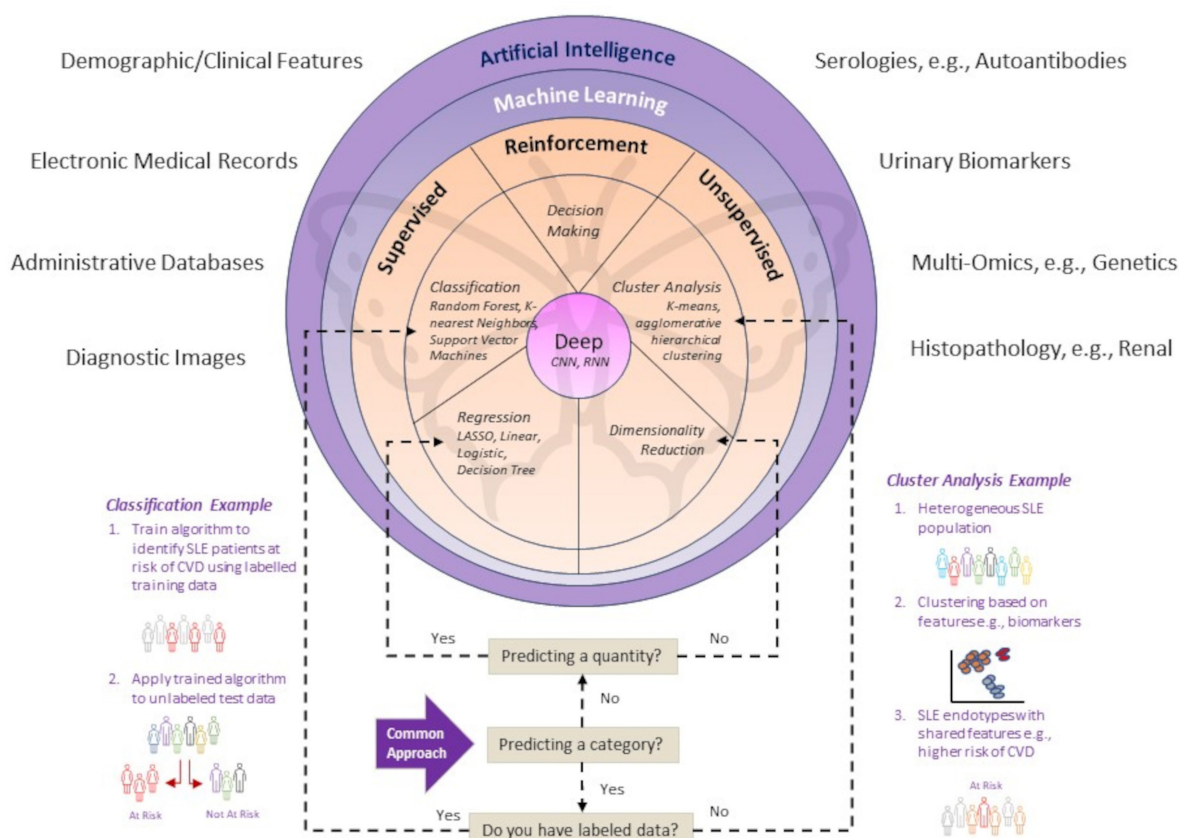 Artificial Intelligence
Machine Learning
Reinforcement
Supervised
Unsupervised
Demographic/Clinical Features
Electronic Medical Records
Administrative Databases
Diagnostic Images
Serologies, e.g., Autoantibodies
Urinary Biomarkers
Multi-Omics, e.g., Genetics
Histopathology, e.g., Renal
Decision
Making
Classification
Random Forest, K-
nearest Neighbors,
Support Vector
Machines
Cluster Analysis
K-means,
agglomerative
hierarchical
clustering
Deep
CNN, RNN
Regression
LASSO, Linear,
Logistic,
Decision Tree
Dimensionality
Reduction
Classification Example
1. Train algorithm to
identify SLE patients at
risk of CVD using labelled
training data
2. Apply trained algorithm
to unlabeled test data
At Risk
Not At Risk
Yes
Predicting a quantity?
No
No
Common
Approach
Predicting a category?
Yes
Yes
Do you have labeled data?
No
Cluster Analysis Example
1. Heterogeneous SLE
population
2. Clustering based on
features e.g., biomarkers
3. SLE endotypes with
shared features e.g.,
higher risk of CVD
At Risk